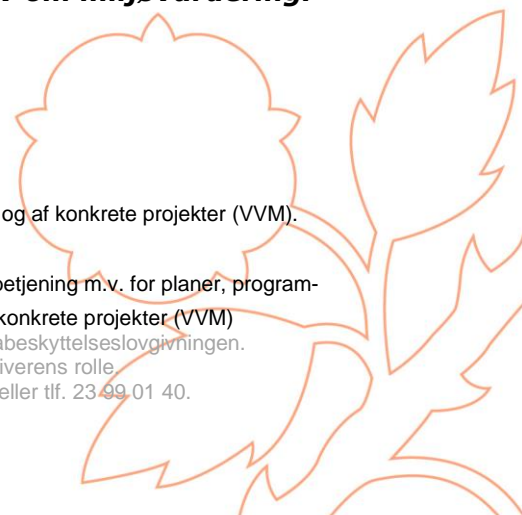 om miljøvurdering.
og af konkrete projekter (VVM).
betjening m.v. for planer, program-
konkrete projekter (VVM)
abeskyttelseslovgivningen.
iverens rolle.
eller tlf. 23 99 01 40.